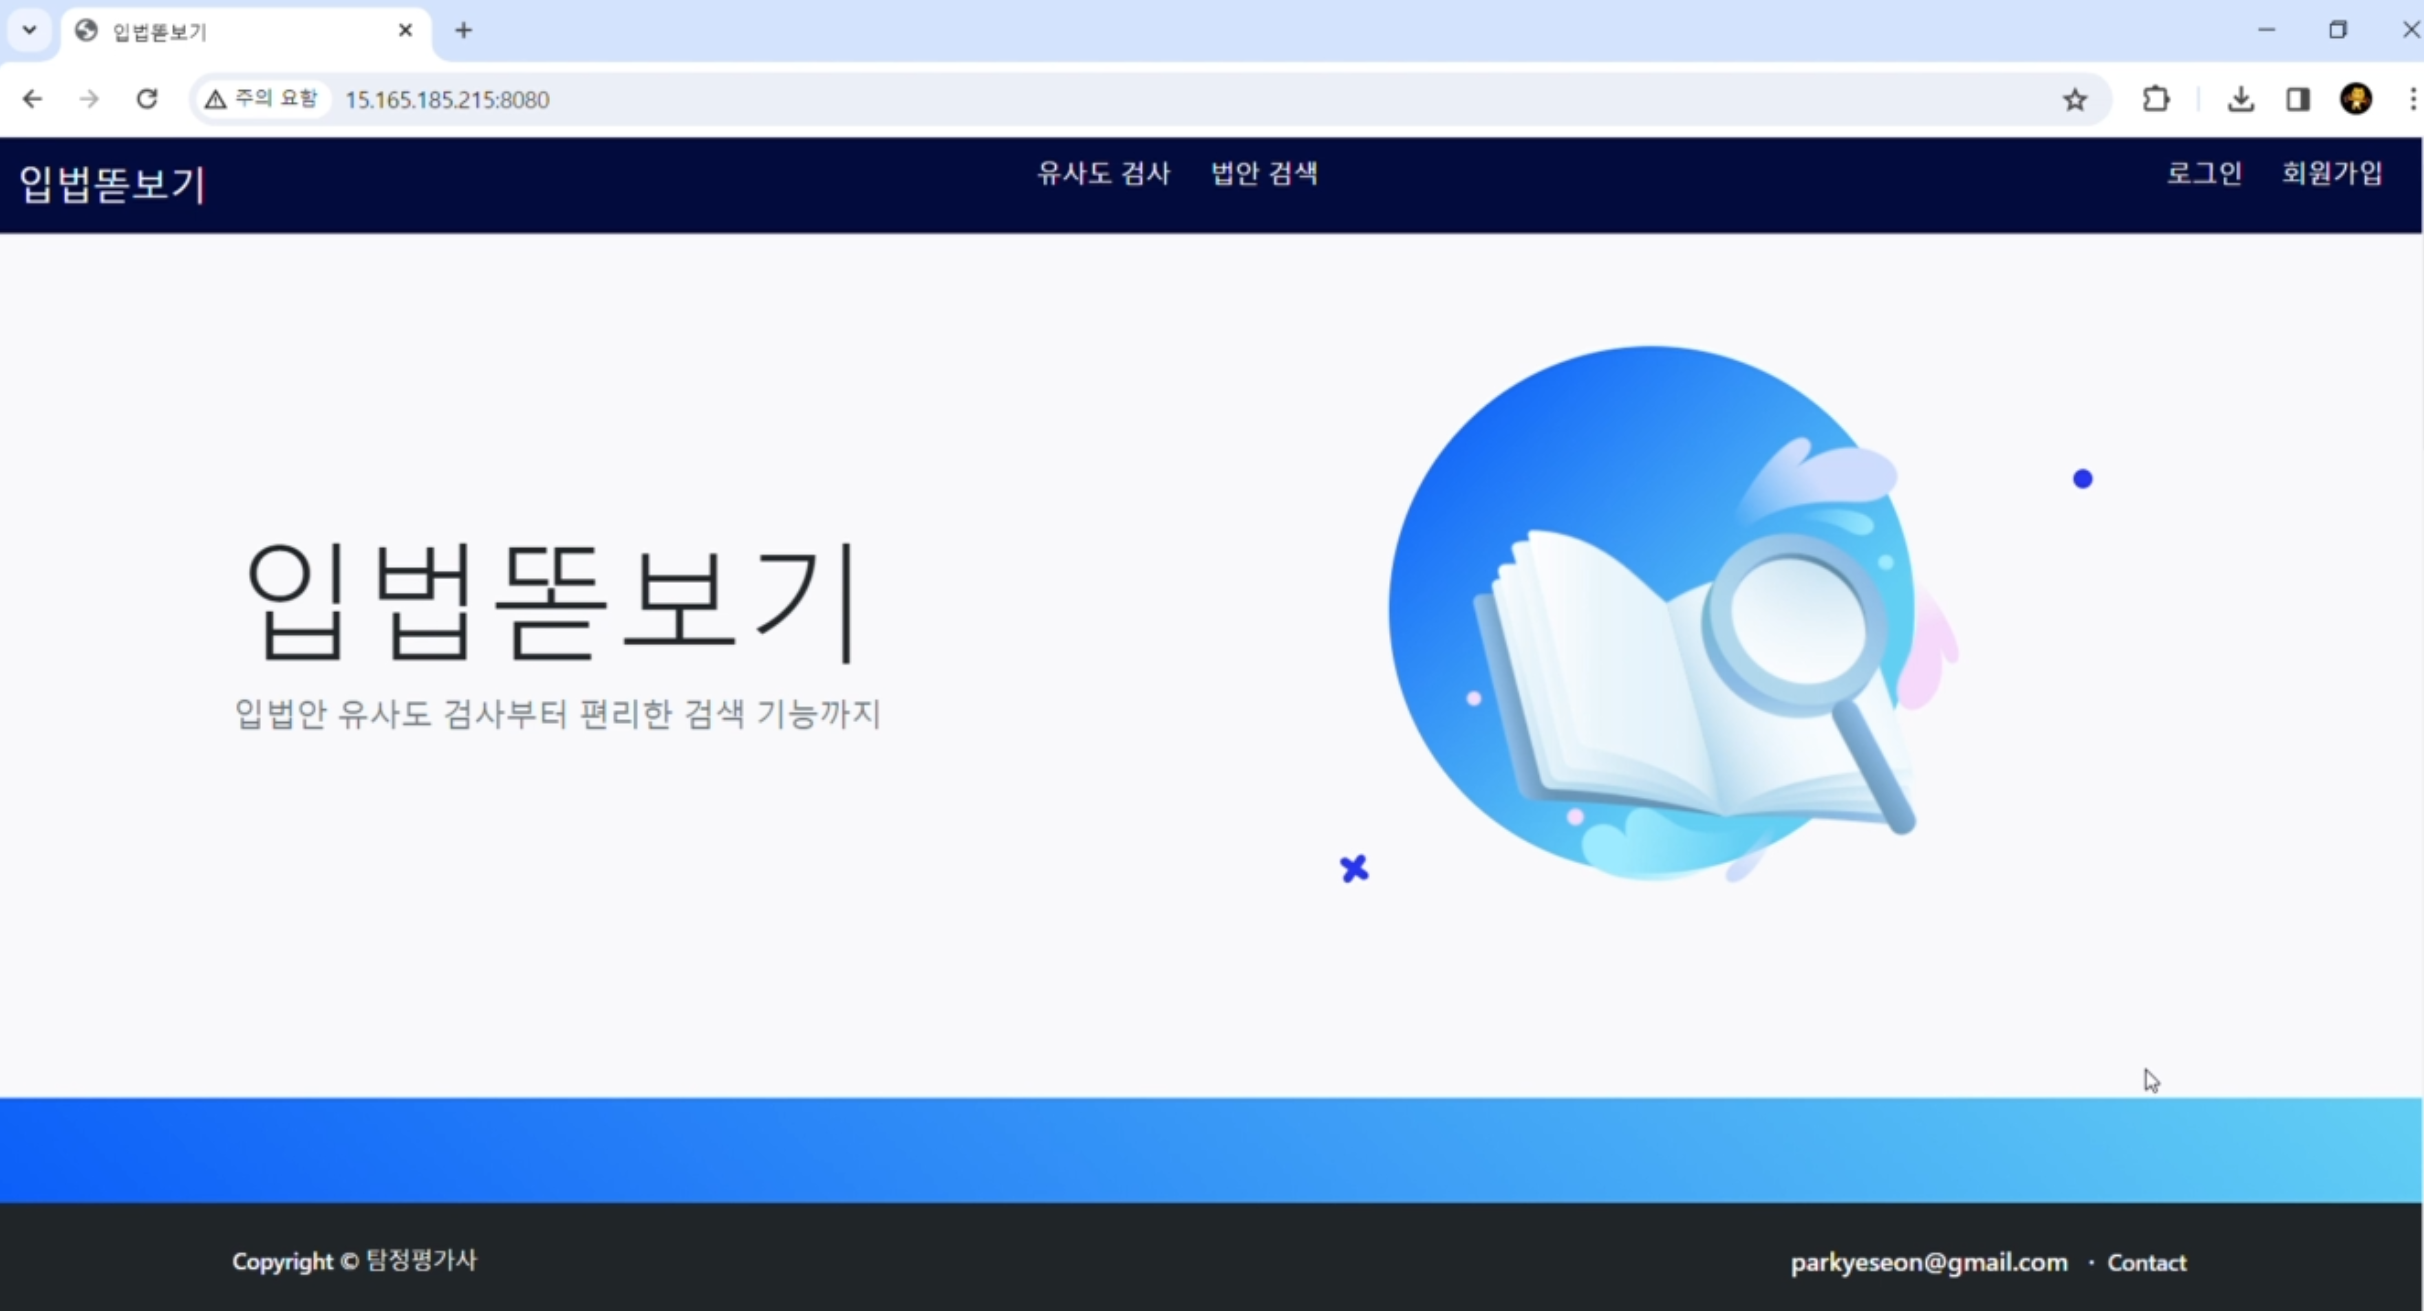 입법똗보기
주의 요함 15.165.185.215:8080
입법똗보기 유사도 검사 법안 검색 로그인 회원가입
입법똗보기
입법안 유사도 검사부터 편리한 검색 기능까지
Copyright © 탐정평가사 parkyeseon@gmail.com · Contact